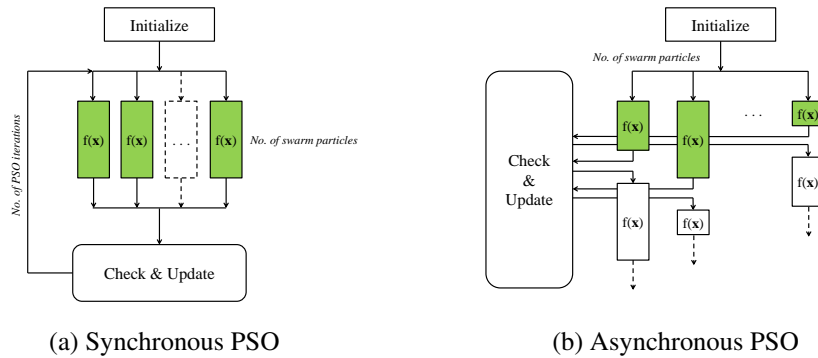 Initialize
No. of PSO iterations
f(x)
f(x)
. . .
f(x)
No. of swarm particles
Check & Update
(a) Synchronous PSO
Initialize
No. of swarm particles
Check
&
Update
f(x)
f(x)
. . .
f(x)
f(x)
f(x)
f(x)
(b) Asynchronous PSO